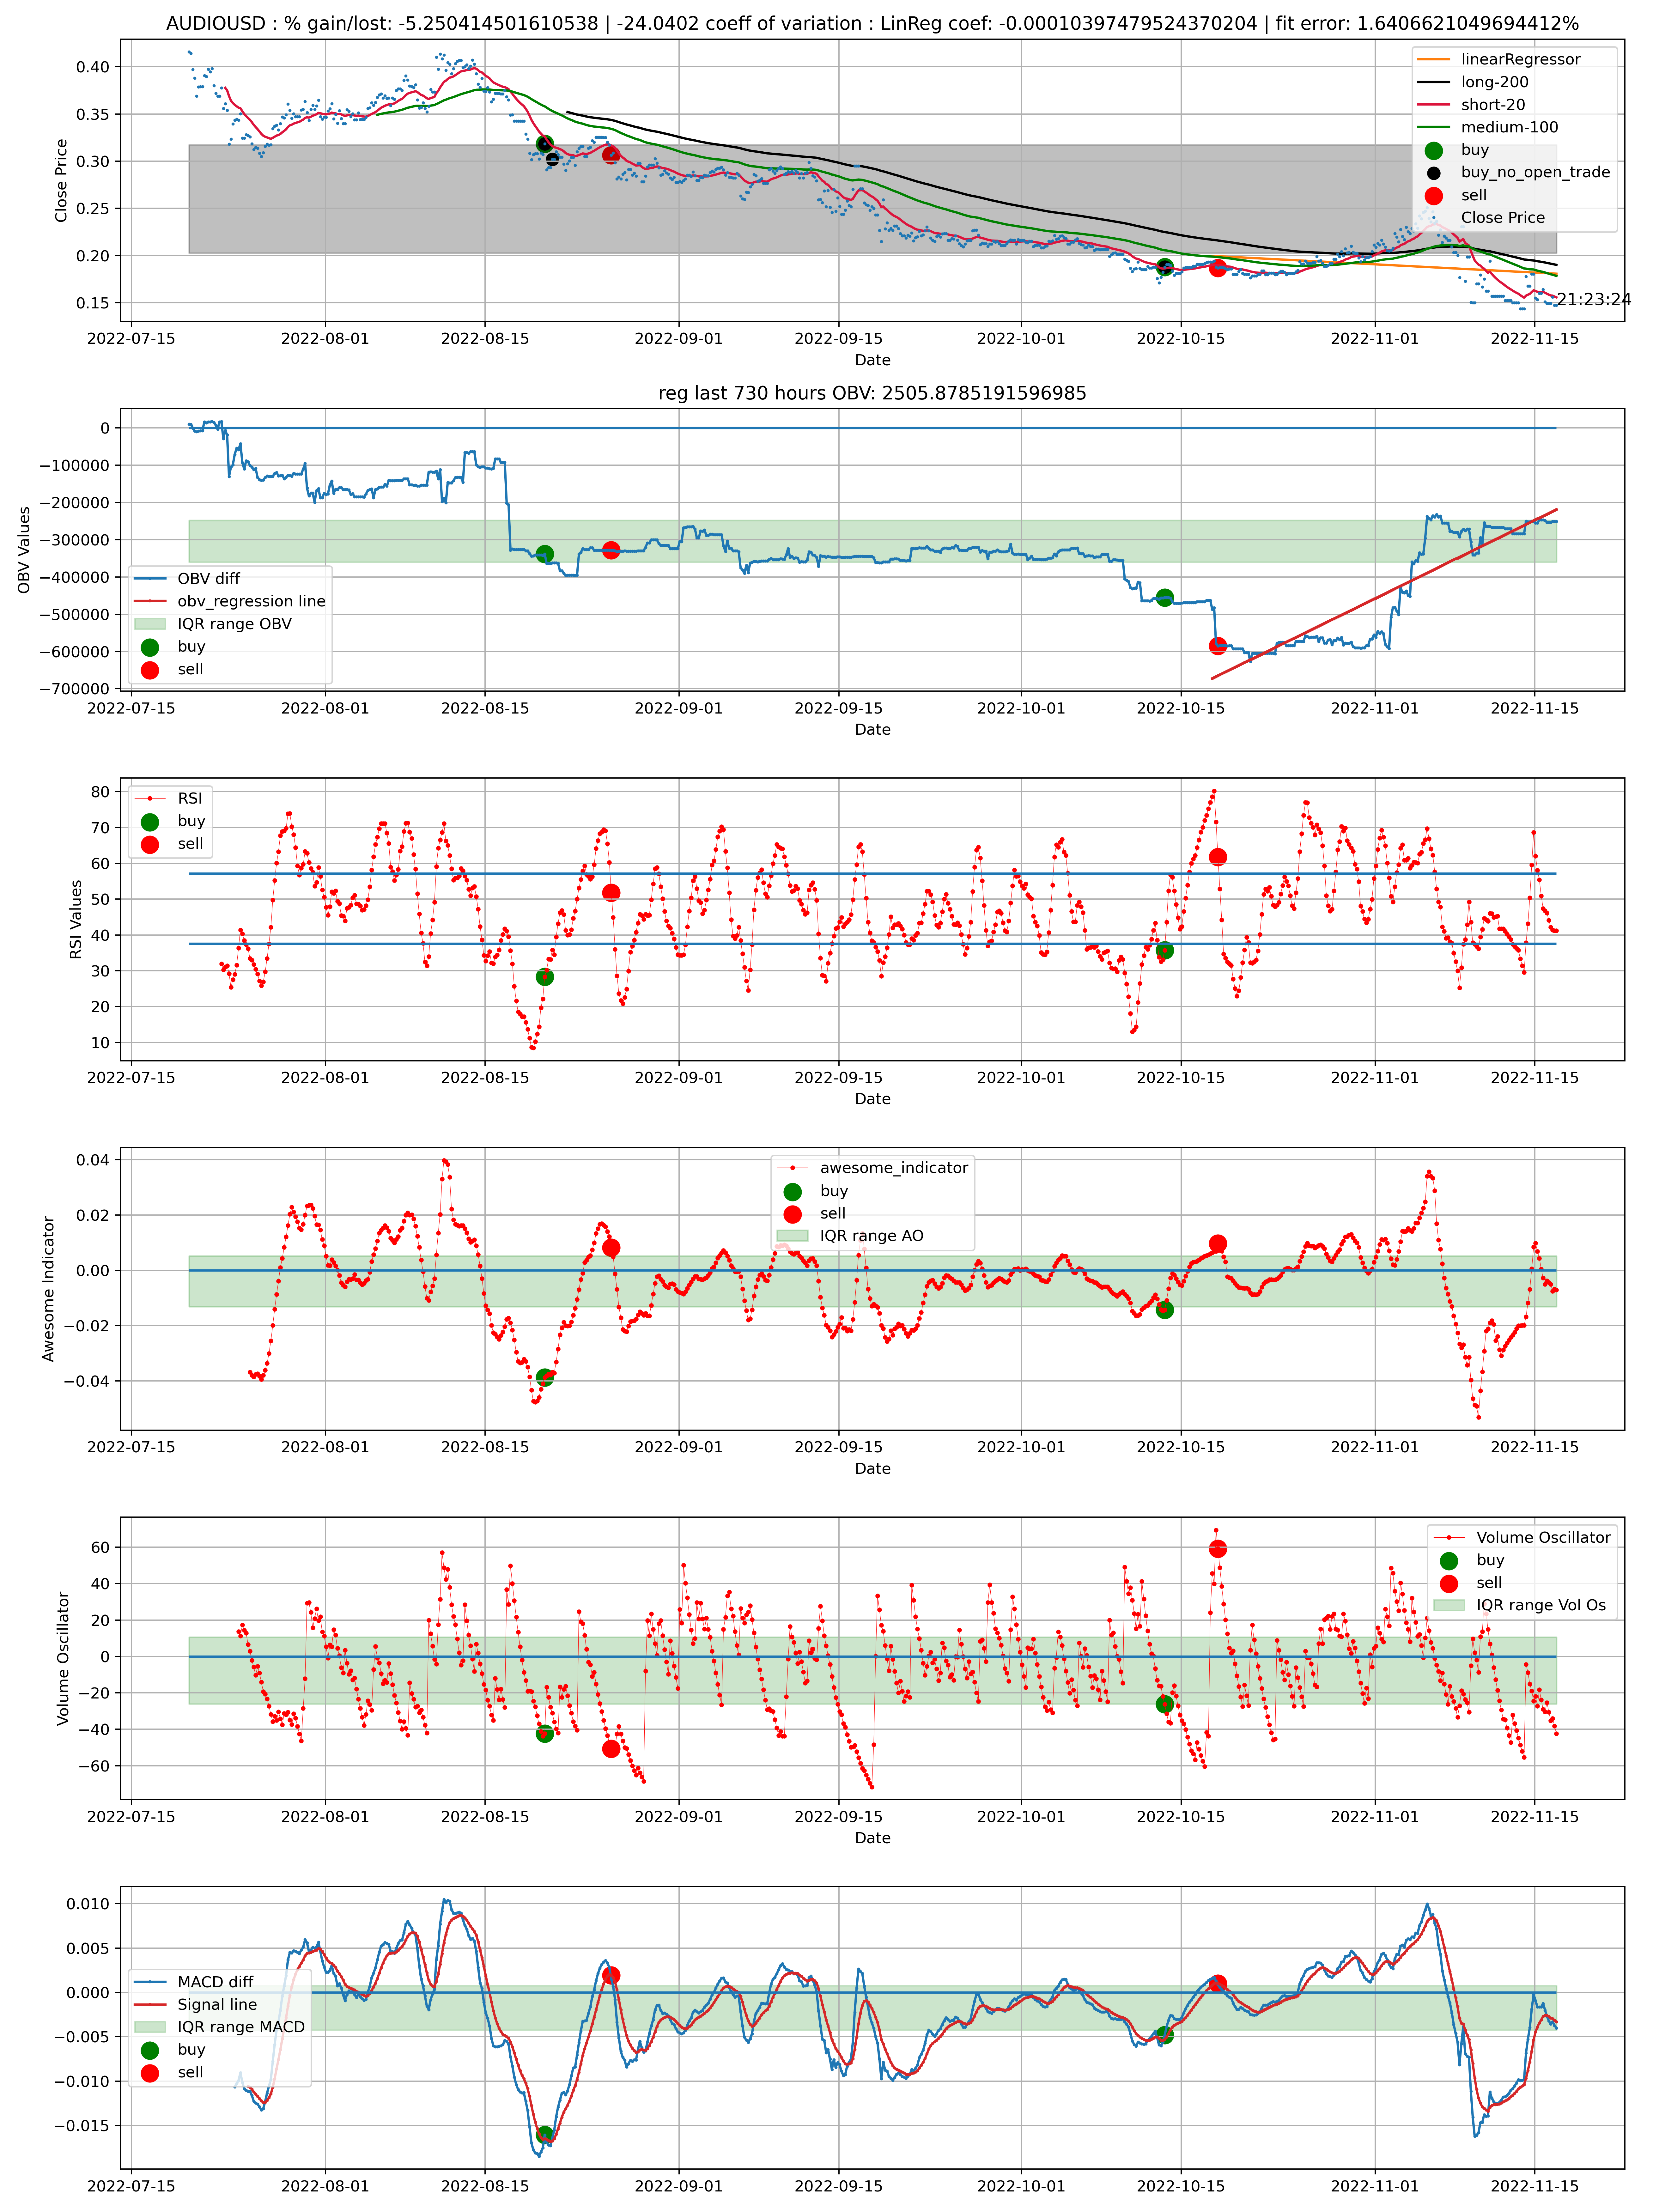 AUDIOUSD : % gain/lost: -5.250414501610538 | -24.0402 coeff of variation : LinReg coef: -0.00010397479524370204 | fit error: 1.6406621049694412%
Close Price
0.40
0.35
0.30
0.25
0.20
0.15
linearRegressor
long-200
short-20
medium-100
buy
buy_no_open_trade
sell
Close Price
21:23:24
2022-07-15 2022-08-01 2022-08-15 2022-09-01 2022-09-15 2022-10-01 2022-10-15 2022-11-01 2022-11-15
Date
reg last 730 hours OBV: 2505.8785191596985
OBV Values
0
−100000
−200000
−300000
−400000
−500000
−600000
−700000
OBV diff
obv_regression line
IQR range OBV
buy
sell
2022-07-15 2022-08-01 2022-08-15 2022-09-01 2022-09-15 2022-10-01 2022-10-15 2022-11-01 2022-11-15
Date
RSI Values
80
70
60
50
40
30
20
10
RSI
buy
sell
2022-07-15 2022-08-01 2022-08-15 2022-09-01 2022-09-15 2022-10-01 2022-10-15 2022-11-01 2022-11-15
Date
Awesome Indicator
0.04
0.02
0.00
−0.02
−0.04
awesome_indicator
buy
sell
IQR range AO
2022-07-15 2022-08-01 2022-08-15 2022-09-01 2022-09-15 2022-10-01 2022-10-15 2022-11-01 2022-11-15
Date
Volume Oscillator
60
40
20
0
−20
−40
−60
Volume Oscillator
buy
sell
IQR range Vol Os
2022-07-15 2022-08-01 2022-08-15 2022-09-01 2022-09-15 2022-10-01 2022-10-15 2022-11-01 2022-11-15
Date
0.010
0.005
0.000
−0.005
−0.010
−0.015
MACD diff
Signal line
IQR range MACD
buy
sell
2022-07-15 2022-08-01 2022-08-15 2022-09-01 2022-09-15 2022-10-01 2022-10-15 2022-11-01 2022-11-15